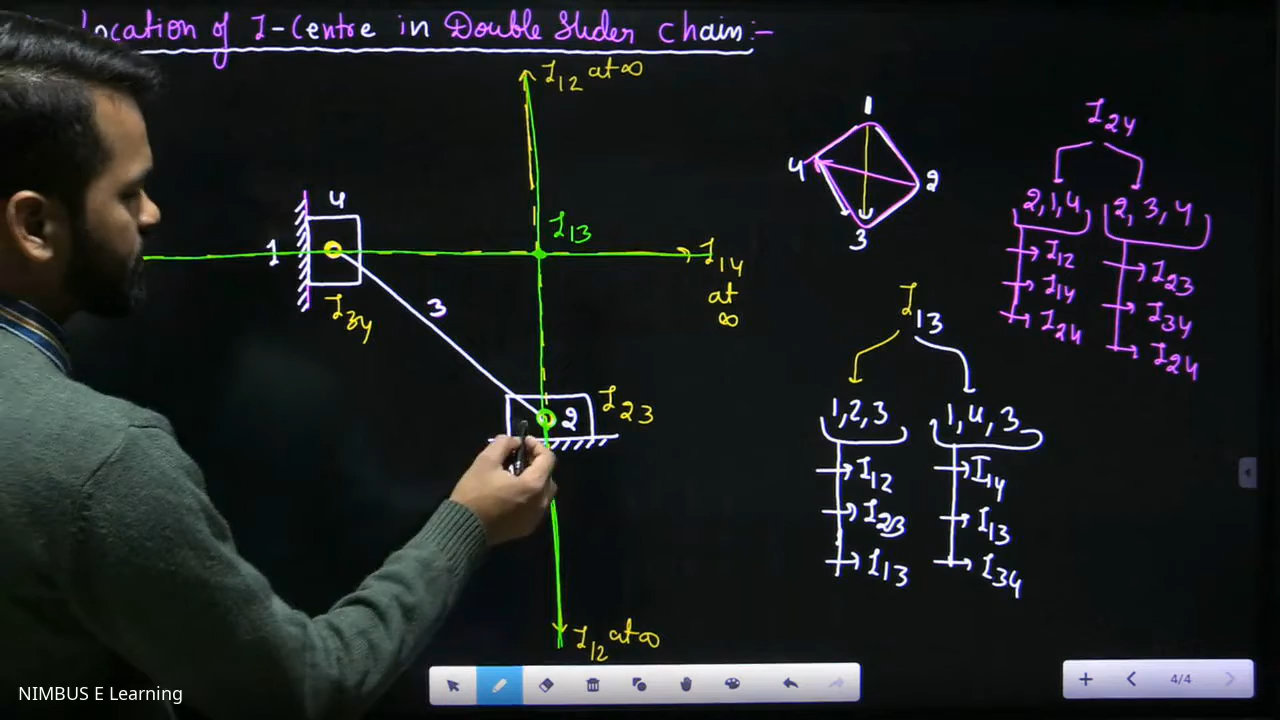 Location of I-Centre in Double Slider Chain:-
I12 at ∞
4
I13
1
I14
at
∞
I34
3
I23
2
I12 at ∞
1
4
2
3
I24
2,1,4
2,3,4
I12
I14
I24
I23
I34
I24
I13
1,2,3
1,4,3
I12
I23
I13
I14
I13
I34
4/4
NIMBUS E Learning